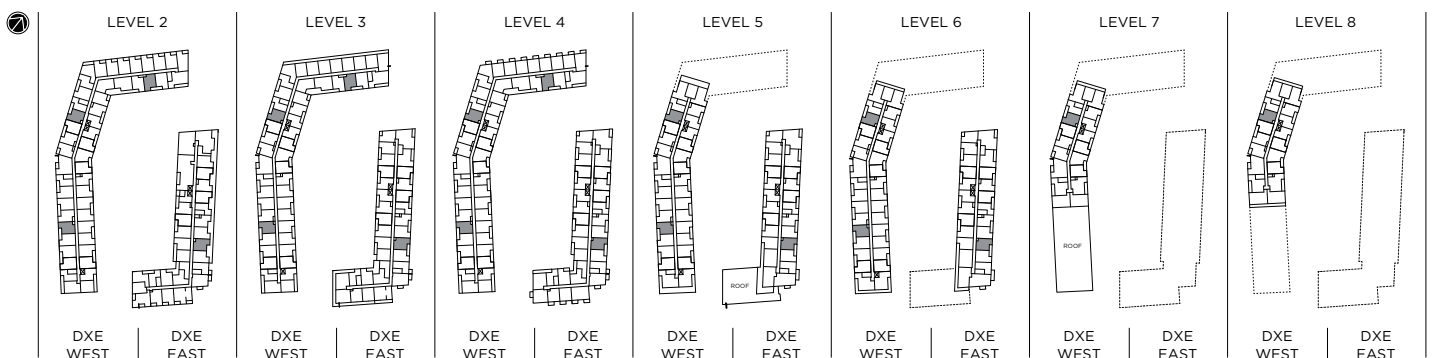 LEVEL 2
LEVEL 3
LEVEL 4
LEVEL 5
LEVEL 6
LEVEL 7
LEVEL 8
ROOF
ROOF
DXE WEST
DXE EAST
DXE WEST
DXE EAST
DXE WEST
DXE EAST
DXE WEST
DXE EAST
DXE WEST
DXE EAST
DXE WEST
DXE EAST
DXE WEST
DXE EAST